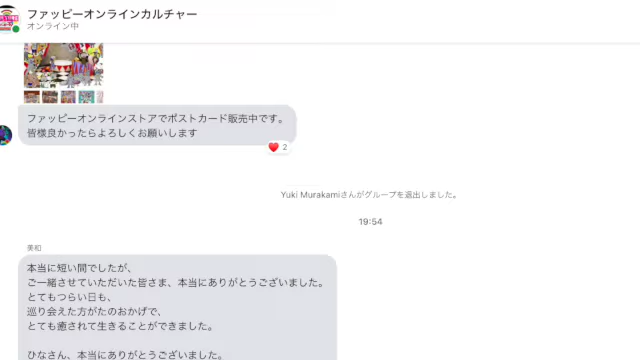 ファッピーオンラインカルチャー
オンライン中
ファッピーオンラインストアでポストカード販売中です。
皆様良かったらよろしくお願いします
2
Yuki Murakamiさんがグループを退出しました。
19:54
美和
本当に短い間でしたが、
ご一緒させていただいた皆さま、本当にありがとうございました。
とてもつらい日も、
巡り会えた方がたのおかげで、
とても癒されて生きることができました。
ひなさん、本当にありがとうございました。